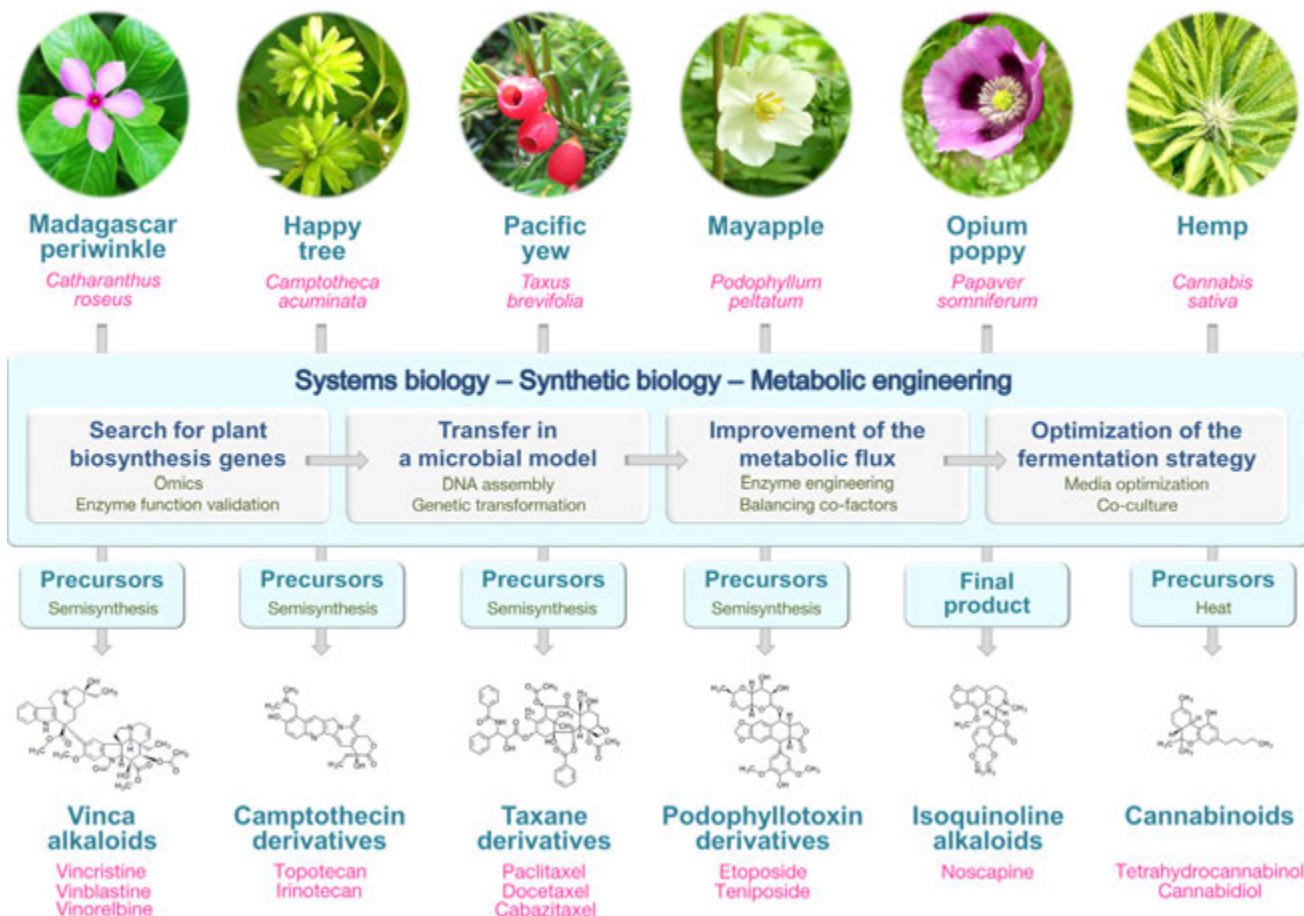 Madagascar
periwinkle
Catharanthus
roseus
Happy
tree
Camptotheca
acuminata
Pacific
yew
Taxus
brevifolia
Mayapple
Podophyllum
peltatum
Opium
poppy
Papaver
somniferum
Hemp
Cannabis
sativa
Systems biology – Synthetic biology – Metabolic engineering
Search for plant
biosynthesis genes
Omics
Enzyme function validation
Transfer in
a microbial model
DNA assembly
Genetic transformation
Improvement of the
metabolic flux
Enzyme engineering
Balancing co-factors
Optimization of the
fermentation strategy
Media optimization
Co-culture
Precursors
Semisynthesis
Precursors
Semisynthesis
Precursors
Semisynthesis
Precursors
Semisynthesis
Final
product
Precursors
Heat
Vinca
alkaloids
Vincristine
Vinblastine
Vinorelbine
Camptothecin
derivatives
Topotecan
Irinotecan
Taxane
derivatives
Paclitaxel
Docetaxel
Cabazitaxel
Podophyllotoxin
derivatives
Etoposide
Teniposide
Isoquinoline
alkaloids
Noscapine
Cannabinoids
Tetrahydrocannabinol
Cannabidiol